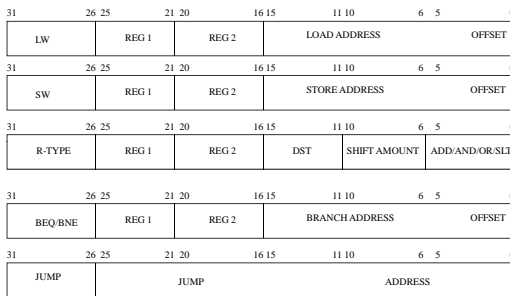 31 26 25 21 20 16 15 11 10 6 5
LW REG 1 REG 2 LOAD ADDRESS OFFSET
31 26 25 21 20 16 15 11 10 6 5
SW REG 1 REG 2 STORE ADDRESS OFFSET
31 26 25 21 20 16 15 11 10 6 5
R-TYPE REG 1 REG 2 DST SHIFT AMOUNT ADD/AND/OR/SLT
31 26 25 21 20 16 15 11 10 6 5
BEQ/BNE REG 1 REG 2 BRANCH ADDRESS OFFSET
31 26 25 21 20 16 15 11 10 6 5
JUMP JUMP ADDRESS